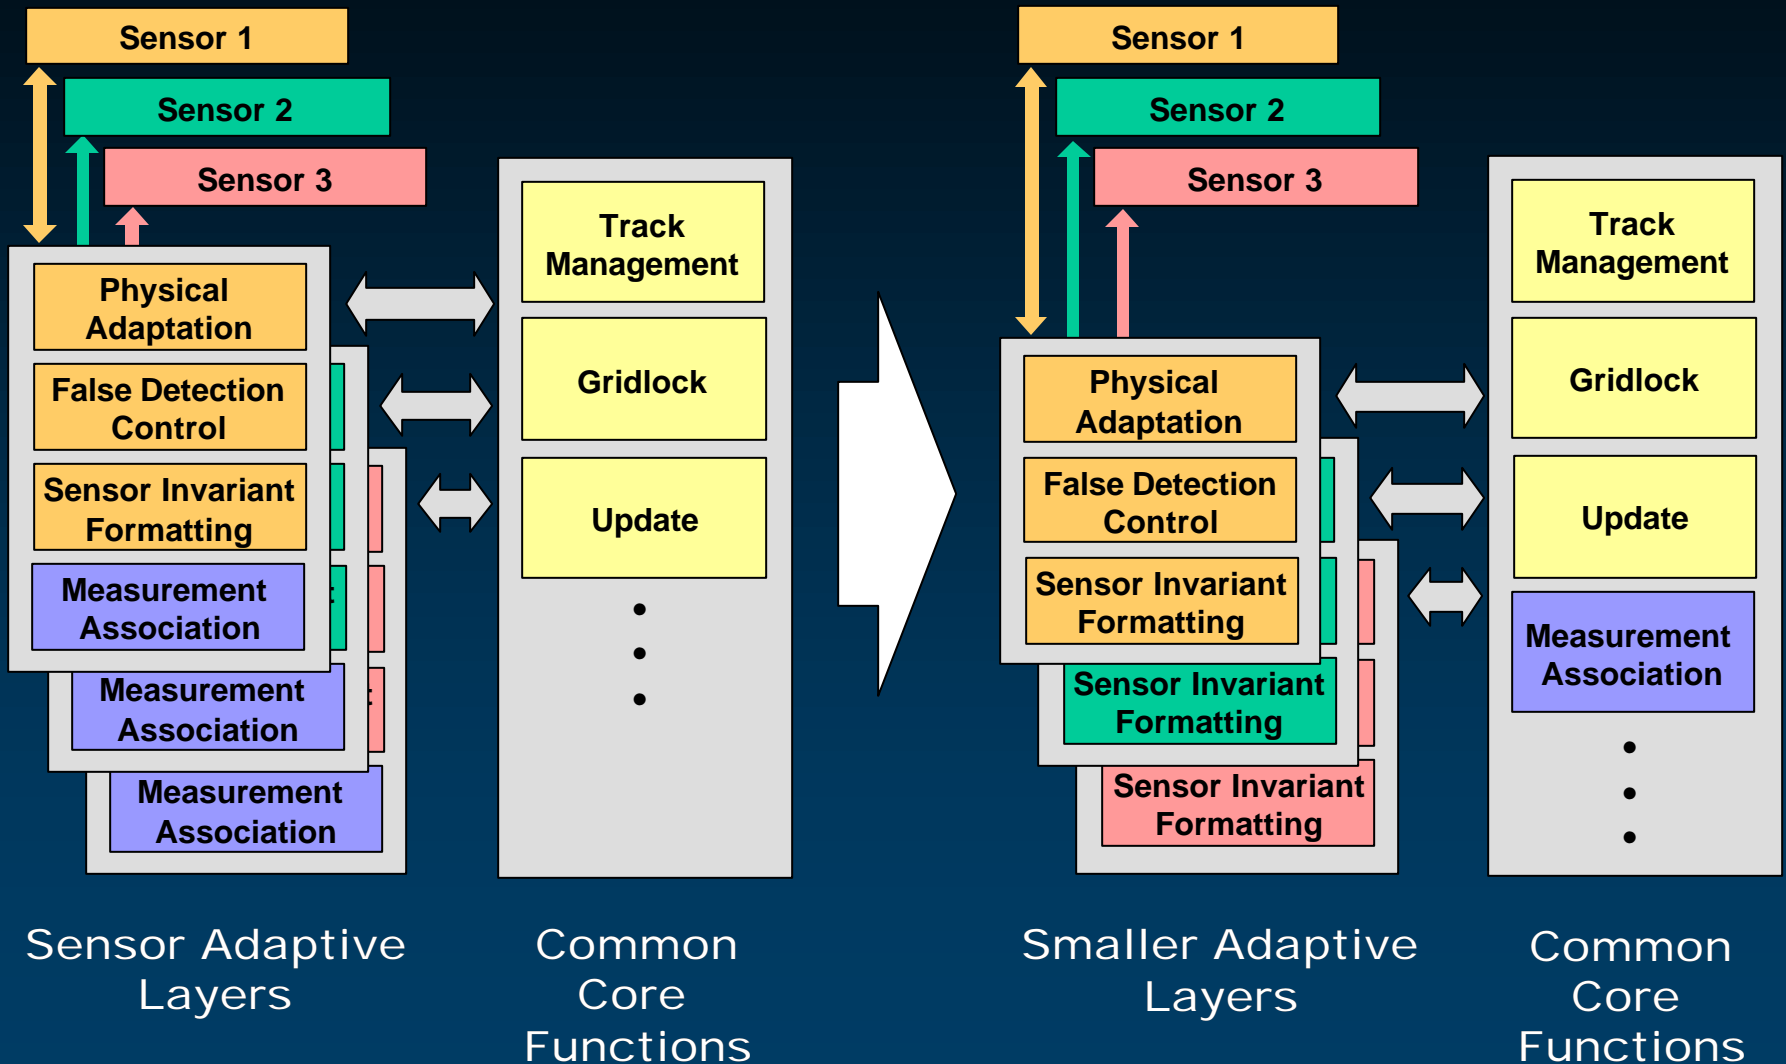 Sensor 1
Sensor 2
Sensor 3
Physical
Adaptation
False Detection
Control
Sensor Invariant
Formatting
Measurement
Association
Measurement
Association
Measurement
Association
Track
Management
Gridlock
Update
•
•
•
Sensor Adaptive
Layers
Common
Core
Functions
Sensor 1
Sensor 2
Sensor 3
Physical
Adaptation
False Detection
Control
Sensor Invariant
Formatting
Sensor Invariant
Formatting
Sensor Invariant
Formatting
Track
Management
Gridlock
Update
Measurement
Association
•
•
•
Smaller Adaptive
Layers
Common
Core
Functions